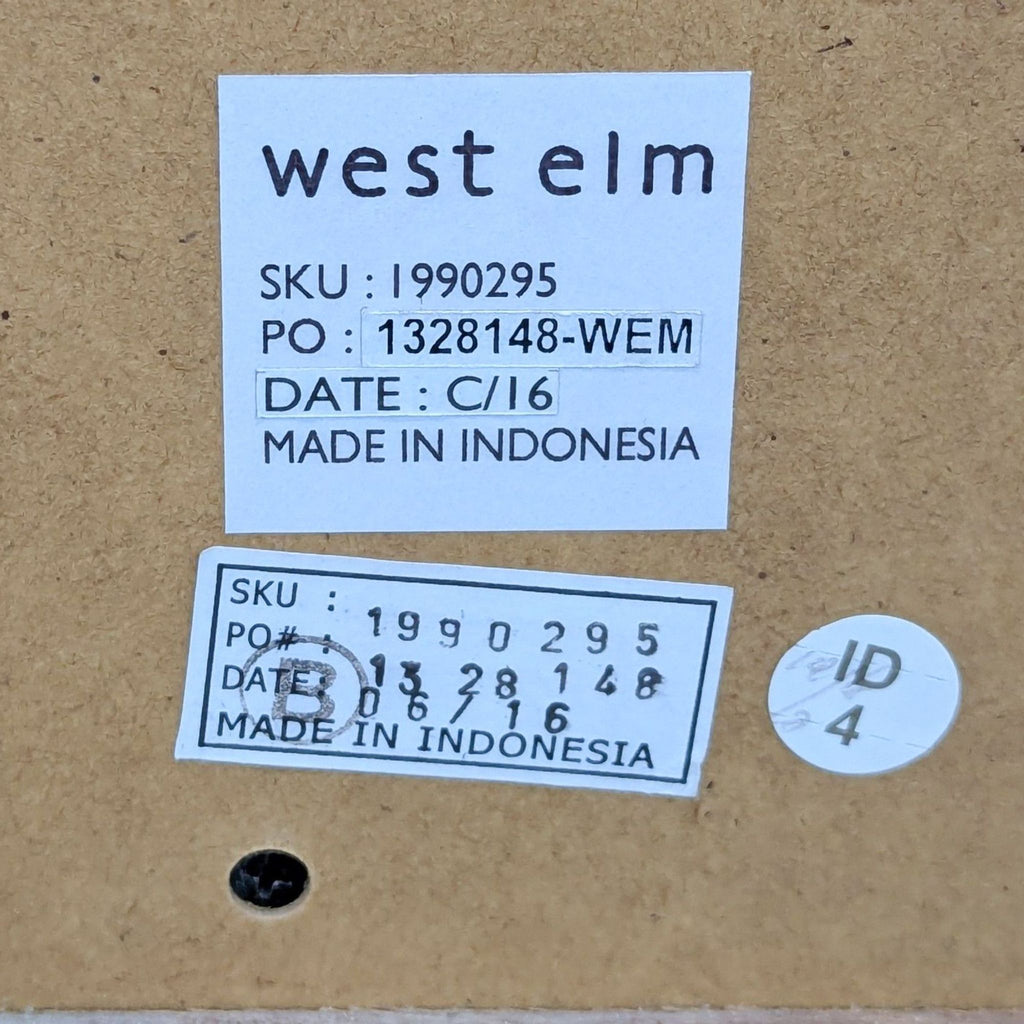 west elm
SKU : 1990295
PO : 1328148-WEM
DATE : C/16
MADE IN INDONESIA
SKU : 1990295
PO# : 1328148
DATE: 06/16
B
MADE IN INDONESIA
ID
4